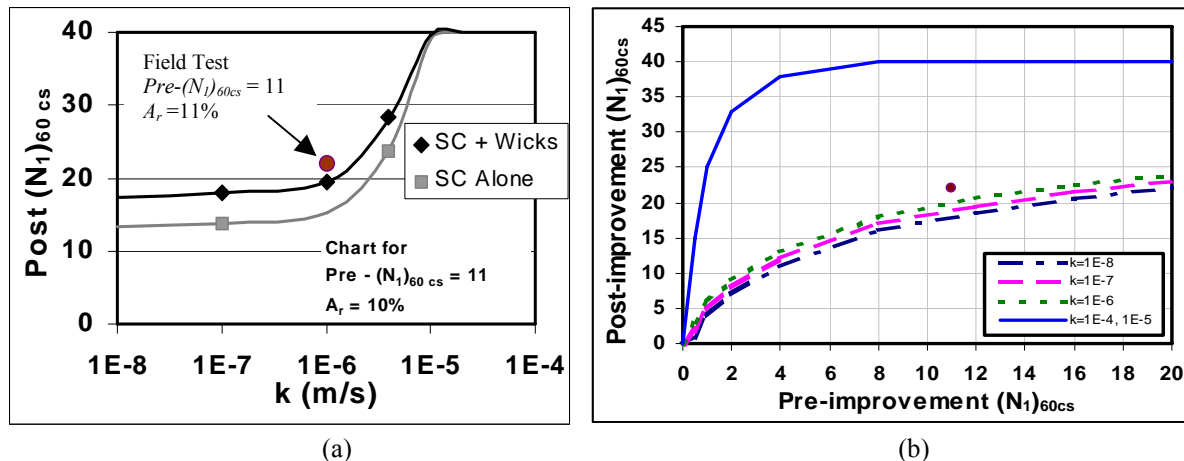 40
30
20
10
0
Post (N₁)₆₀ cs
Field Test
Pre-(N₁)₆₀cs = 11
Aᵣ =11%
SC + Wicks
SC Alone
Chart for
Pre - (N₁)₆₀ cs = 11
Aᵣ = 10%
1E-8 1E-7 1E-6 1E-5 1E-4
k (m/s)
(a)
40
35
30
25
20
15
10
5
0
Post-improvement (N₁)₆₀cs
k=1E-8
k=1E-7
k=1E-6
k=1E-4, 1E-5
0 2 4 6 8 10 12 14 16 18 20
Pre-improvement (N₁)₆₀cs
(b)